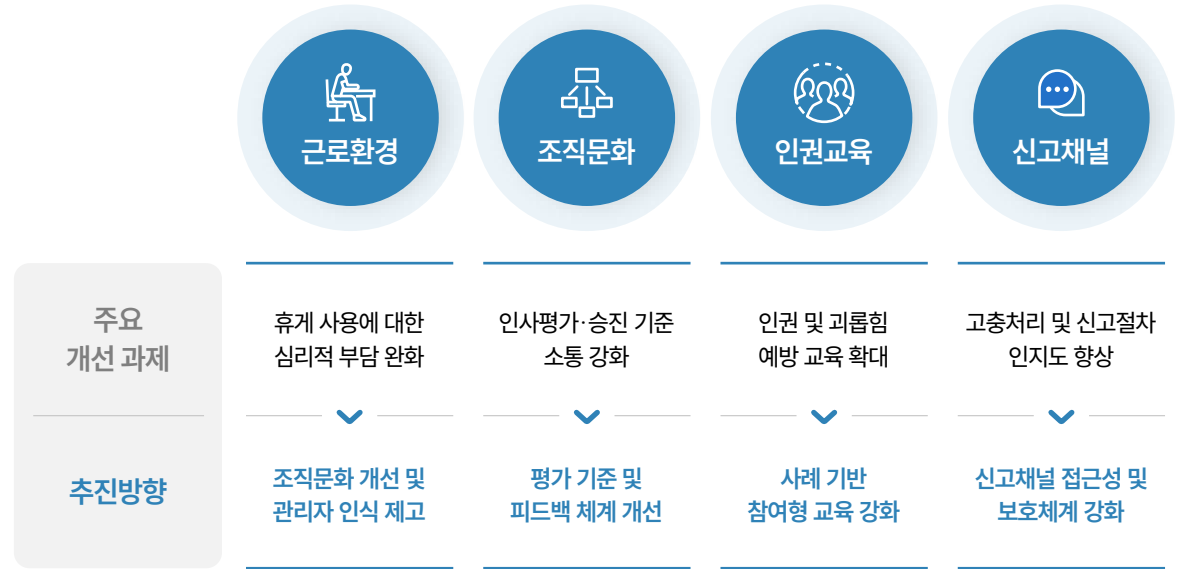 근로환경
조직문화
인권교육
신고채널
주요
개선 과제
휴게 사용에 대한
심리적 부담 완화
인사평가·승진 기준
소통 강화
인권 및 괴롭힘
예방 교육 확대
고충처리 및 신고절차
인지도 향상
추진방향
조직문화 개선 및
관리자 인식 제고
평가 기준 및
피드백 체계 개선
사례 기반
참여형 교육 강화
신고채널 접근성 및
보호체계 강화